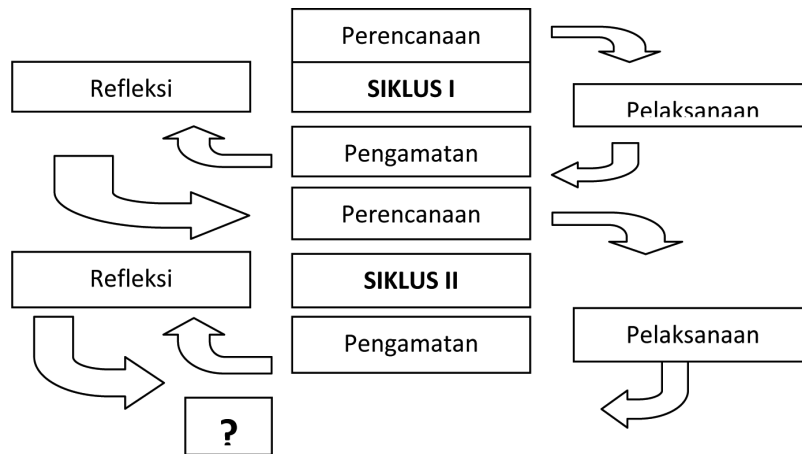 Perencanaan
Refleksi
SIKLUS I
Pelaksanaan
Pengamatan
Perencanaan
Refleksi
SIKLUS II
Pelaksanaan
Pengamatan
?